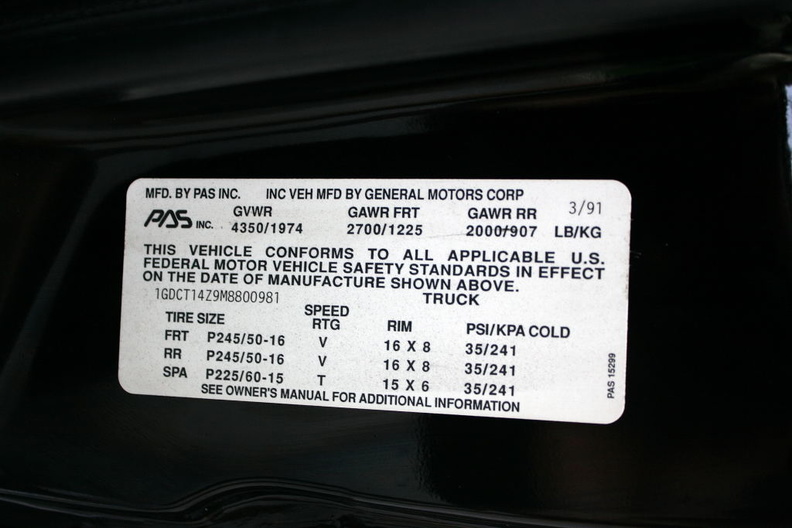 MFD. BY PAS INC. INC VEH MFD BY GENERAL MOTORS CORP
PAS INC. GVWR GAWR FRT GAWR RR 3/91
4350/1974 2700/1225 2000/907 LB/KG
THIS VEHICLE CONFORMS TO ALL APPLICABLE U.S.
FEDERAL MOTOR VEHICLE SAFETY STANDARDS IN EFFECT
ON THE DATE OF MANUFACTURE SHOWN ABOVE.
1GDCT14Z9M8800981 TRUCK
TIRE SIZE SPEED RTG RIM PSI/KPA COLD
FRT P245/50-16 V 16 X 8 35/241
RR P245/50-16 V 16 X 8 35/241
SPA P225/60-15 T 15 X 6 35/241
SEE OWNER'S MANUAL FOR ADDITIONAL INFORMATION
PAS 15299